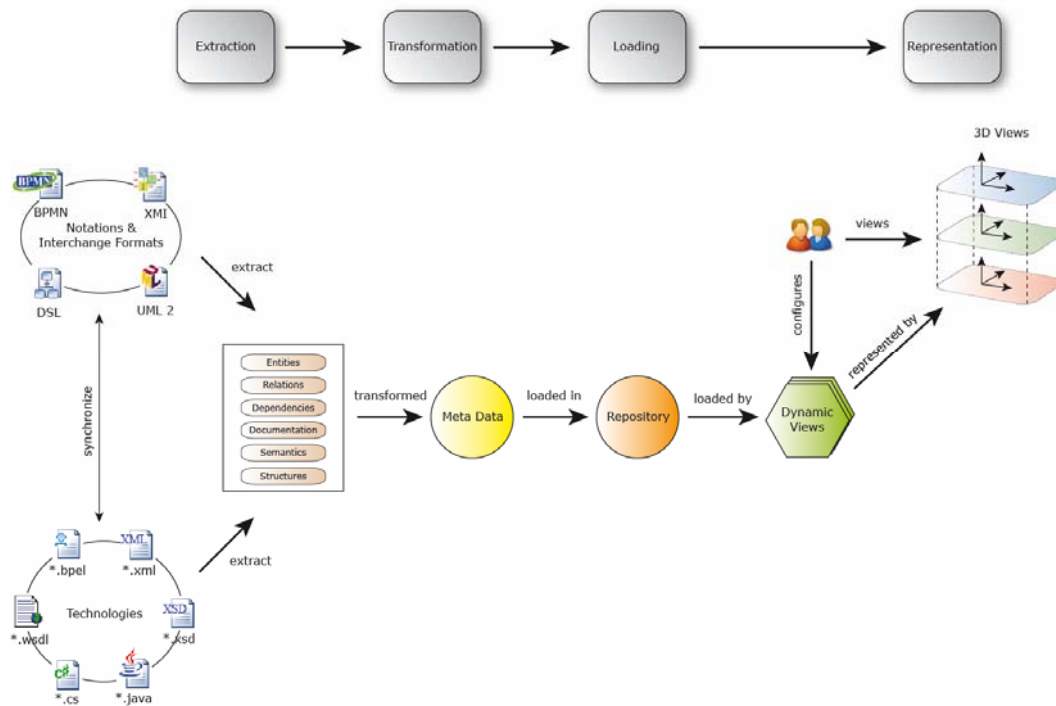 Extraction
Transformation
Loading
Representation
3D Views
BPMN
BPMN
XMI
Notations &
Interchange Formats
DSL
UML 2
extract
views
configures
represented by
synchronize
Entities
Relations
Dependencies
Documentation
Semantics
Structures
transformed
Meta Data
loaded in
Repository
loaded by
Dynamic
Views
extract
XML
*.bpel
*.xml
Technologies
XSD
*.wsdl
*.xsd
C#
*.cs
*.java